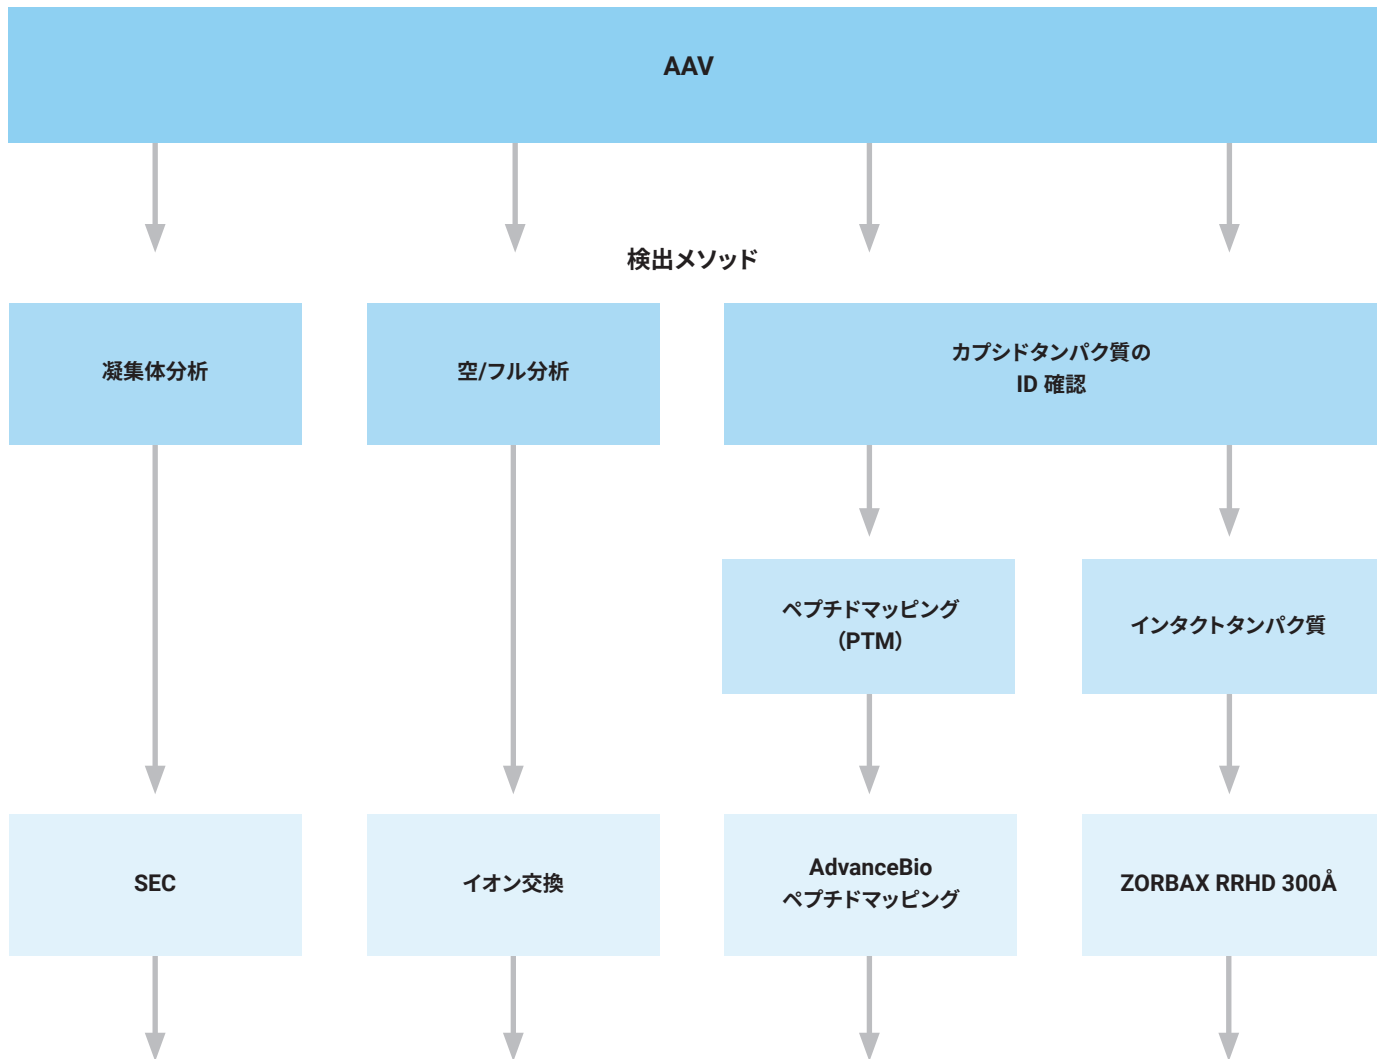 AAV
検出メソッド
凝集体分析
空/フル分析
カプシドタンパク質の
ID 確認
ペプチドマッピング
（PTM）
インタクトタンパク質
SEC
イオン交換
AdvanceBio
ペプチドマッピング
ZORBAX RRHD 300Å